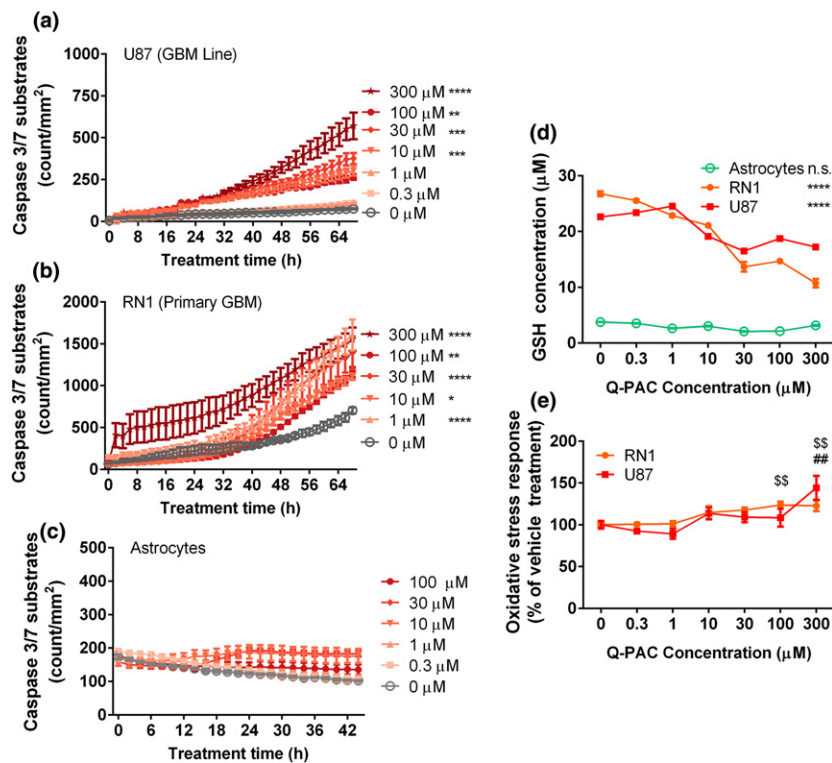 (a)
U87 (GBM Line)
Caspase 3/7 substrates
(count/mm²)
1000
750
500
250
0
0 8 16 24 32 40 48 56 64
Treatment time (h)
300 μM ****
100 μM **
30 μM ***
10 μM ***
1 μM
0.3 μM
0 μM
(b)
RN1 (Primary GBM)
Caspase 3/7 substrates
(count/mm²)
2000
1500
1000
500
0
0 8 16 24 32 40 48 56 64
Treatment time (h)
300 μM ****
100 μM **
30 μM ****
10 μM *
1 μM ****
0 μM
(c)
Astrocytes
Caspase 3/7 substrates
(count/mm²)
500
400
300
200
100
0
0 6 12 18 24 30 36 42
Treatment time (h)
100 μM
30 μM
10 μM
1 μM
0.3 μM
0 μM
(d)
Astrocytes n.s.
RN1 ****
U87 ****
GSH concentration (μM)
30
20
10
0
0 0.3 1 10 30 100 300
Q-PAC Concentration (μM)
(e)
RN1
U87
$$
$$
##
Oxidative stress response
(% of vehicle treatment)
200
150
100
50
0
0 0.3 1 10 30 100 300
Q-PAC Concentration (μM)